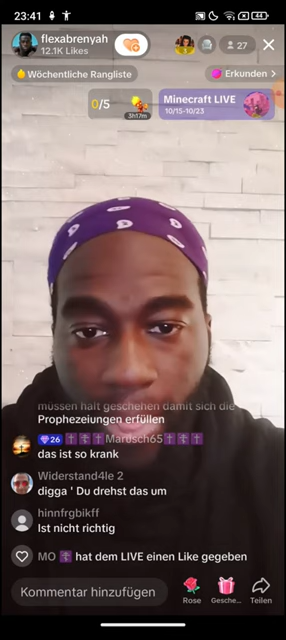 23:41
44
flexabrenyah
12.1K Likes
27
Wöchentliche Rangliste
Erkunden >
0/5
3h17m
Minecraft LIVE
10/15-10/23
müssen halt geschehen damit sich die
Prophezeiungen erfüllen
26 Marusch65
das ist so krank
Widerstand4le 2
digga ' Du drehst das um
hinnfrgbikff
Ist nicht richtig
MO hat dem LIVE einen Like gegeben
Kommentar hinzufügen
Rose
Gesche...
Teilen